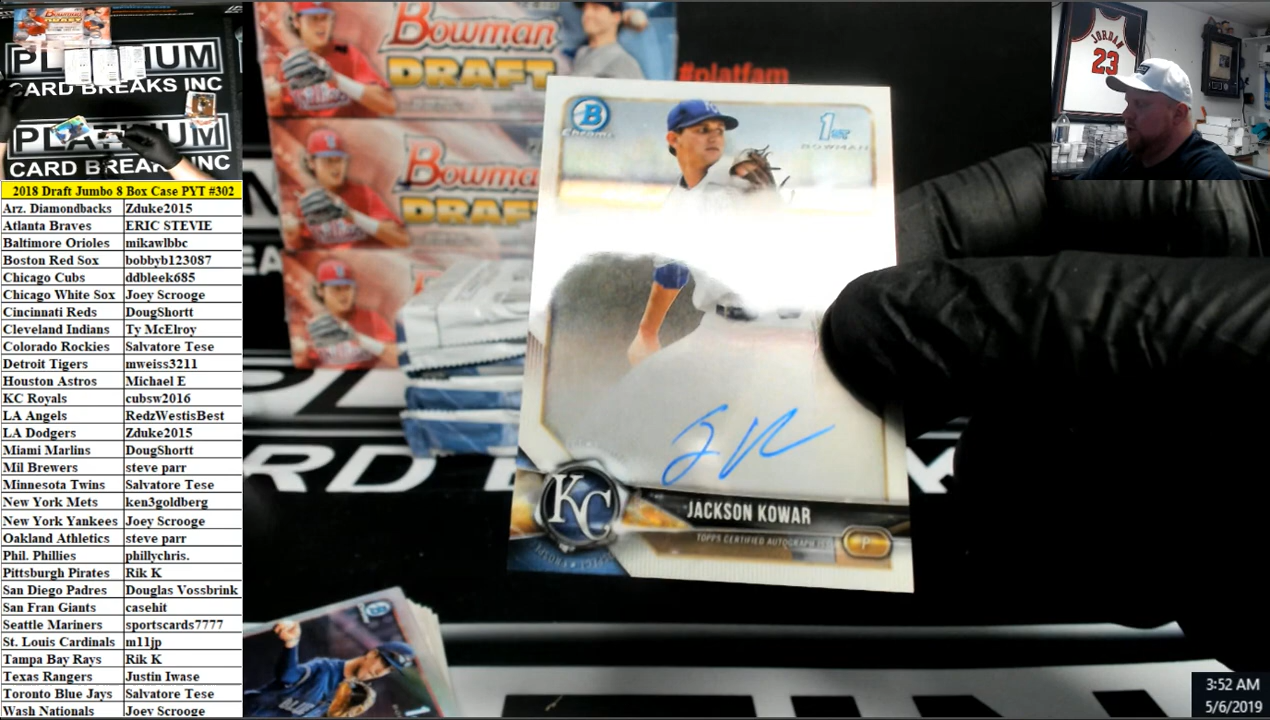 PLATINUM
CARD BREAKS INC
PLATINUM
CARD BREAKS INC
2018 Draft Jumbo 8 Box Case PYT #302
Arz. Diamondbacks Zduke2015
Atlanta Braves ERIC STEVIE
Baltimore Orioles mikawlbbc
Boston Red Sox bobbyb123087
Chicago Cubs ddbleek685
Chicago White Sox Joey Scrooge
Cincinnati Reds DougShortt
Cleveland Indians Ty McElroy
Colorado Rockies Salvatore Tese
Detroit Tigers mweiss3211
Houston Astros Michael E
KC Royals cubsw2016
LA Angels RedzWestisBest
LA Dodgers Zduke2015
Miami Marlins DougShortt
Mil Brewers steve parr
Minnesota Twins Salvatore Tese
New York Mets ken3goldberg
New York Yankees Joey Scrooge
Oakland Athletics steve parr
Phil. Phillies phillychris.
Pittsburgh Pirates Rik K
San Diego Padres Douglas Vossbrink
San Fran Giants casehit
Seattle Mariners sportscards7777
St. Louis Cardinals m11jp
Tampa Bay Rays Rik K
Texas Rangers Justin Iwase
Toronto Blue Jays Salvatore Tese
Wash Nationals Joey Scrooge
Bowman
DRAFT
#platfam
Bowman
DRAF
B
Chrome
1ST
BOWMAN
KC
JACKSON KOWAR
TOPPS CERTIFIED AUTOGRAPH
P
JORDAN
23
3:52 AM
5/6/2019